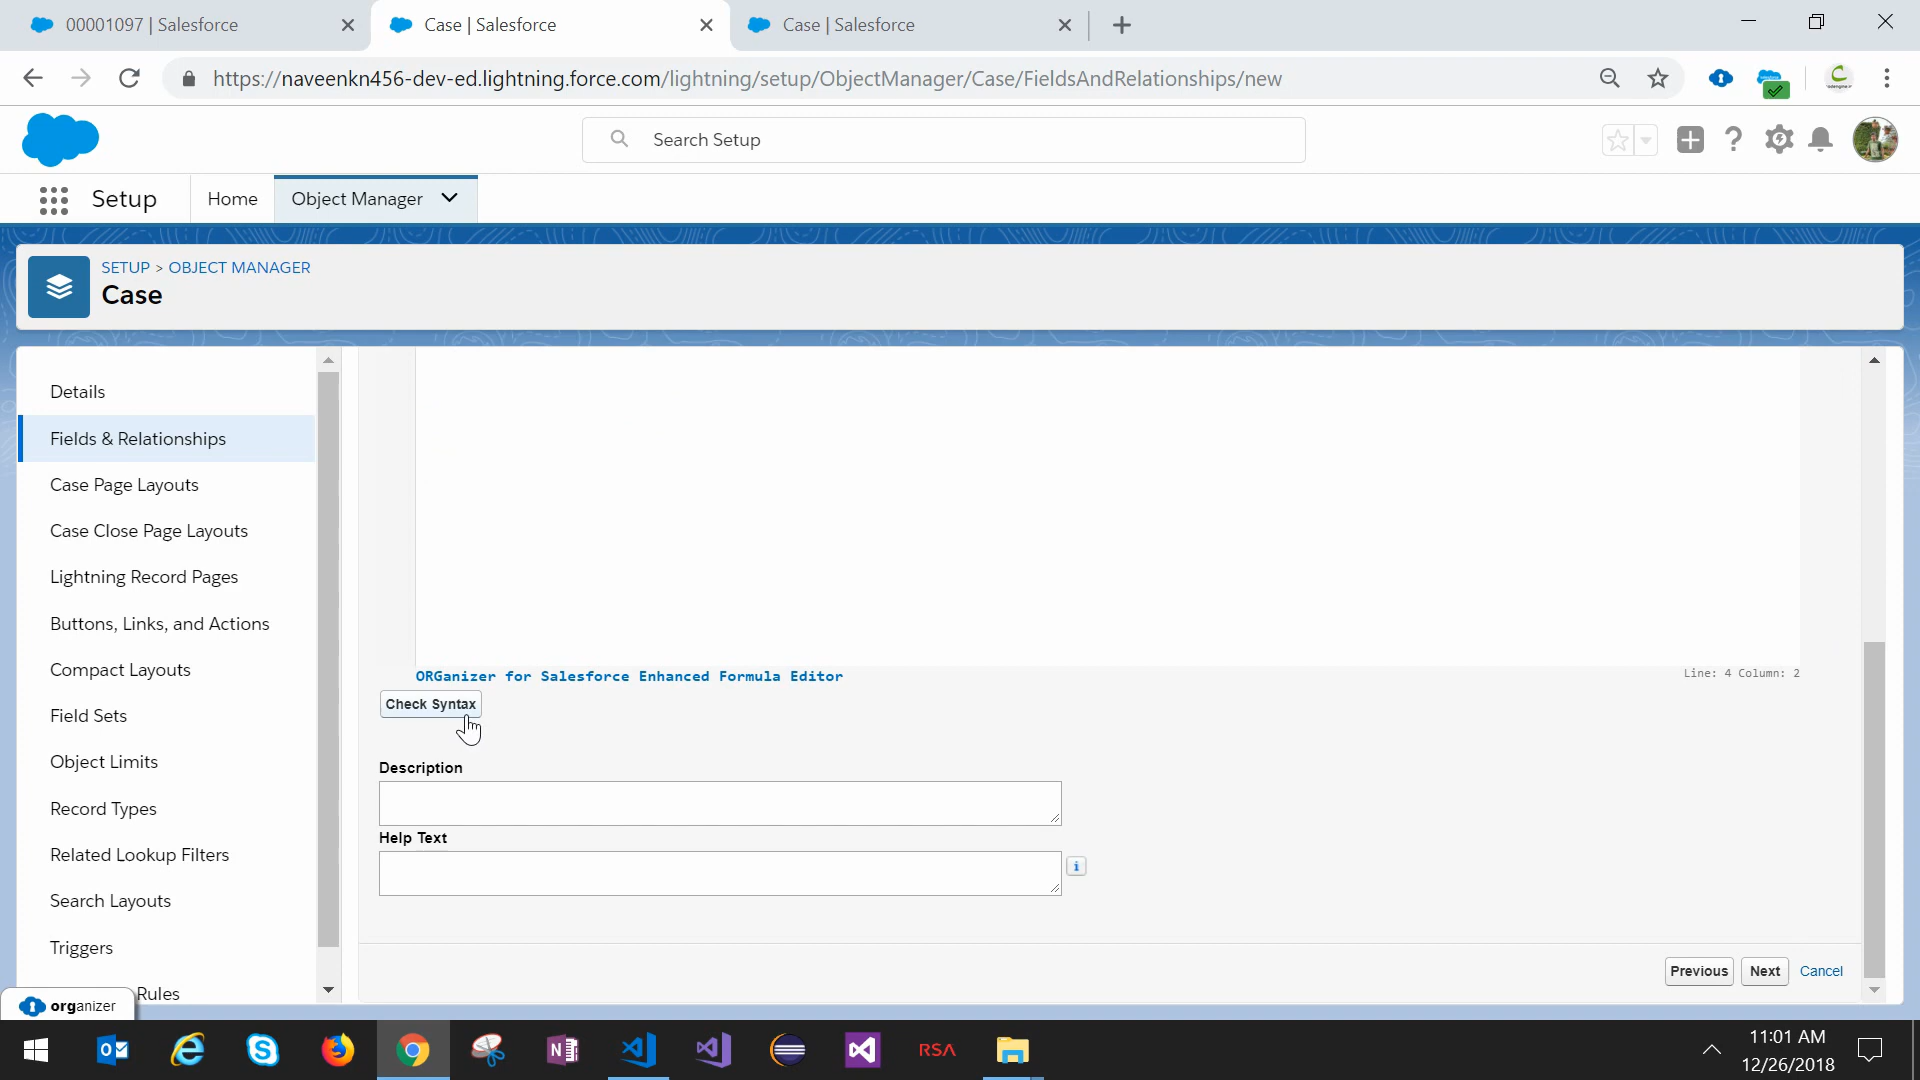 00001097 | Salesforce
Case | Salesforce
Case | Salesforce
https://naveenkn456-dev-ed.lightning.force.com/lightning/setup/ObjectManager/Case/FieldsAndRelationships/new
Search Setup
Setup
Home
Object Manager
SETUP > OBJECT MANAGER
Case
Details
Fields & Relationships
Case Page Layouts
Case Close Page Layouts
Lightning Record Pages
Buttons, Links, and Actions
Compact Layouts
Field Sets
Object Limits
Record Types
Related Lookup Filters
Search Layouts
Triggers
Rules
organizer
ORGanizer for Salesforce Enhanced Formula Editor
Line: 4 Column: 2
Check Syntax
Description
Help Text
Previous
Next
Cancel
RSA
11:01 AM
12/26/2018